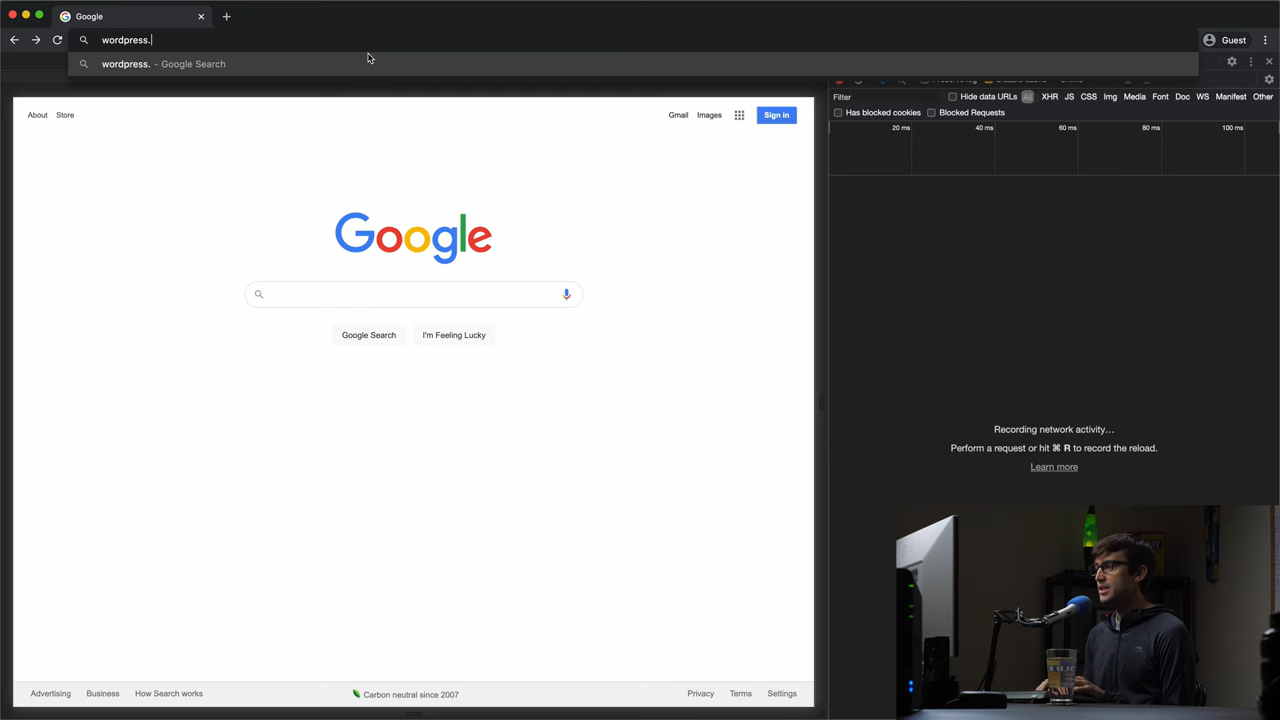 Google
wordpress.
Guest
wordpress. - Google Search
About Store
Gmail Images Sign in
Google
Google Search I'm Feeling Lucky
Advertising Business How Search works
Carbon neutral since 2007
Privacy Terms Settings
Filter
Hide data URLs All XHR JS CSS Img Media Font Doc WS Manifest Other
Has blocked cookies Blocked Requests
20 ms 40 ms 60 ms 80 ms 100 ms
Recording network activity…
Perform a request or hit ⌘ R to record the reload.
Learn more